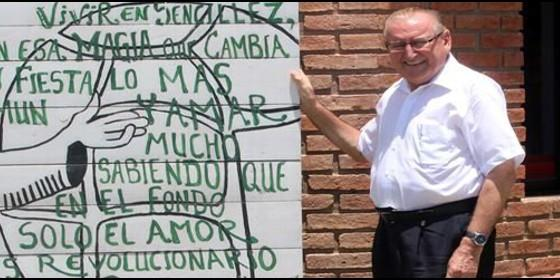 VIVIR EN SENCILLEZ,
EN ESA MAGIA QUE CAMBIA
FIESTA LO MAS
Y AMAR
MUCHO
SABIENDO QUE
EN EL FONDO
SOLO EL AMOR
REVOLUCIONARIO